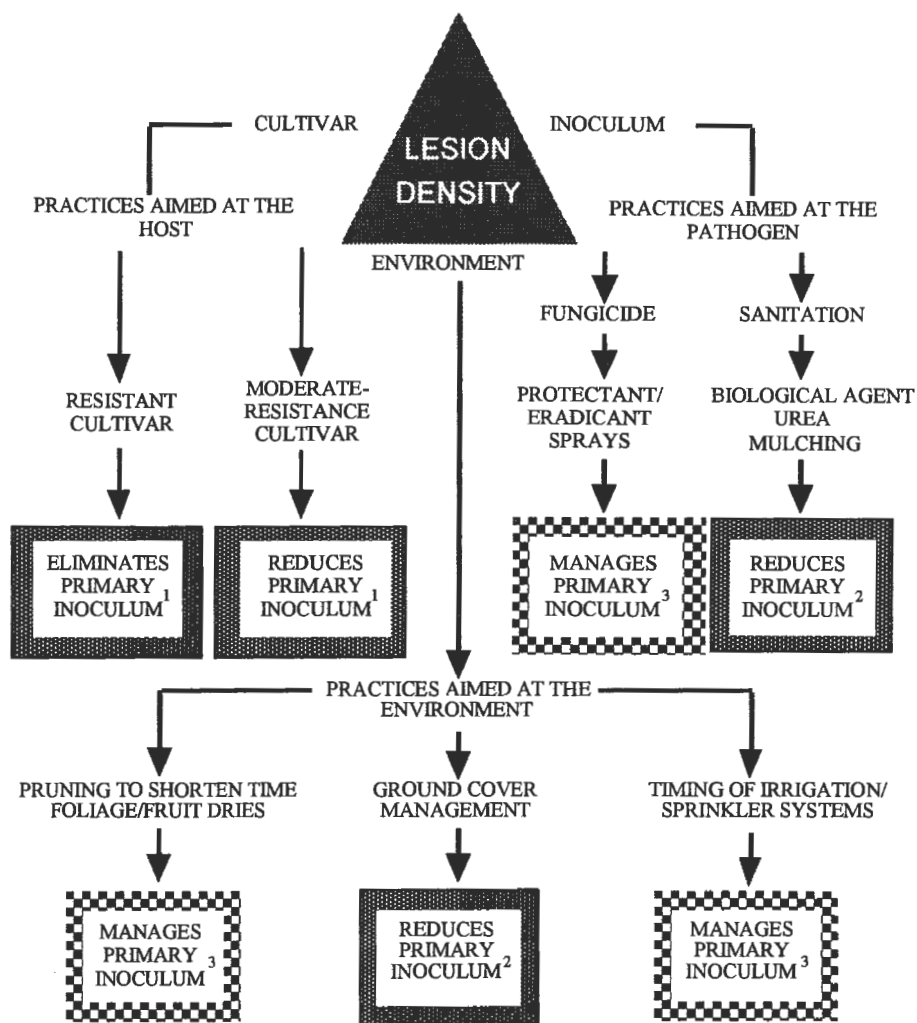 CULTIVAR
INOCULUM
LESION
DENSITY
PRACTICES AIMED AT THE
HOST
PRACTICES AIMED AT THE
PATHOGEN
ENVIRONMENT
FUNGICIDE
SANITATION
RESISTANT
CULTIVAR
MODERATE-
RESISTANCE
CULTIVAR
PROTECTANT/
ERADICANT
SPRAYS
BIOLOGICAL AGENT
UREA
MULCHING
ELIMINATES
PRIMARY
INOCULUM1
REDUCES
PRIMARY
INOCULUM1
MANAGES
PRIMARY
INOCULUM3
REDUCES
PRIMARY
INOCULUM2
PRACTICES AIMED AT THE
ENVIRONMENT
PRUNING TO SHORTEN TIME
FOLIAGE/FRUIT DRIES
GROUND COVER
MANAGEMENT
TIMING OF IRRIGATION/
SPRINKLER SYSTEMS
MANAGES
PRIMARY
INOCULUM3
REDUCES
PRIMARY
INOCULUM2
MANAGES
PRIMARY
INOCULUM3